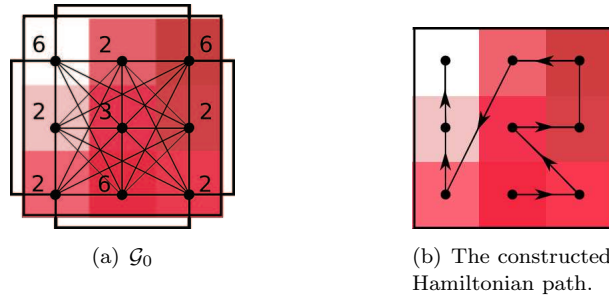 6 2 6
2 3 2
2 6 2
(a) 𝒢₀
(b) The constructed
Hamiltonian path.